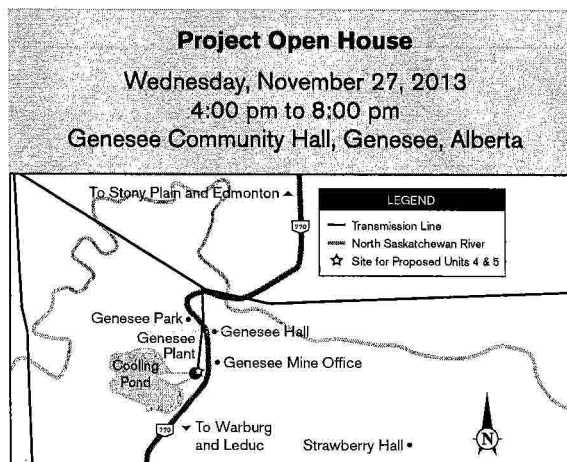 Project Open House
Wednesday, November 27, 2013
4:00 pm to 8:00 pm
Genesee Community Hall, Genesee, Alberta
To Stony Plain and Edmonton
770
LEGEND
Transmission Line
North Saskatchewan River
Site for Proposed Units 4 & 5
Genesee Park
Genesee Hall
Genesee
Plant
Genesee Mine Office
Cooling
Pond
770
To Warburg
and Leduc
Strawberry Hall
N